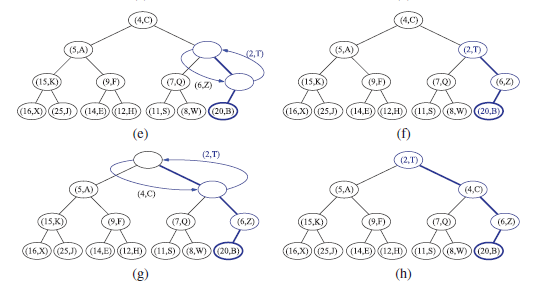 (4,C) (4,C)
(5,A) (2,T) (5,A) (2,T)
(15,K) (9,F) (7,Q) (6,Z) (15,K) (9,F) (7,Q) (6,Z)
(16,X) (25,J) (14,E) (12,H) (11,S) (8,W) (20,B) (16,X) (25,J) (14,E) (12,H) (11,S) (8,W) (20,B)
(e) (f)
(2,T) (2,T)
(5,A) (4,C) (5,A) (4,C)
(15,K) (9,F) (7,Q) (6,Z) (15,K) (9,F) (7,Q) (6,Z)
(16,X) (25,J) (14,E) (12,H) (11,S) (8,W) (20,B) (16,X) (25,J) (14,E) (12,H) (11,S) (8,W) (20,B)
(g) (h)